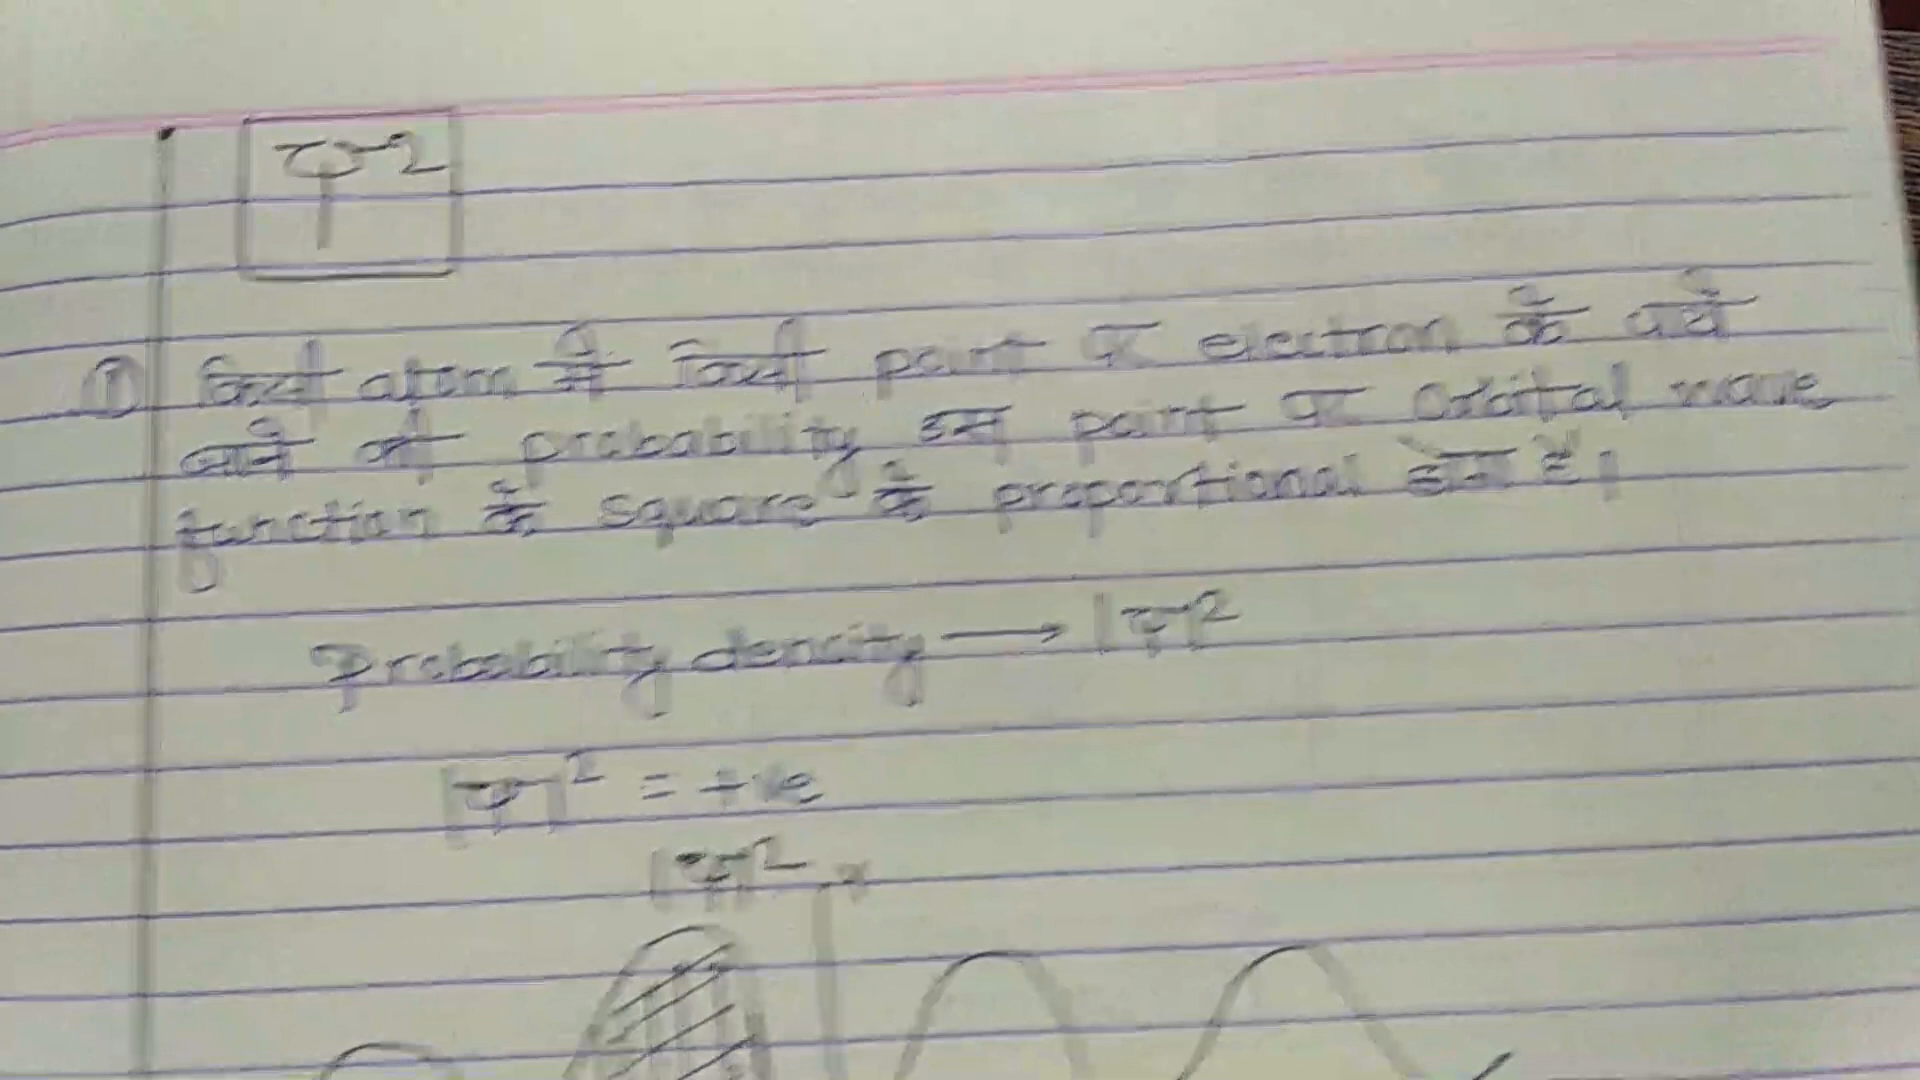 Ψ²
① किसी atom में किसी point पर electron के पाये
जाने की probability उस point पर orbital wave
function के square के proportional होता है।
Probability density → |Ψ|²
|Ψ|² = +ve
|Ψ|²